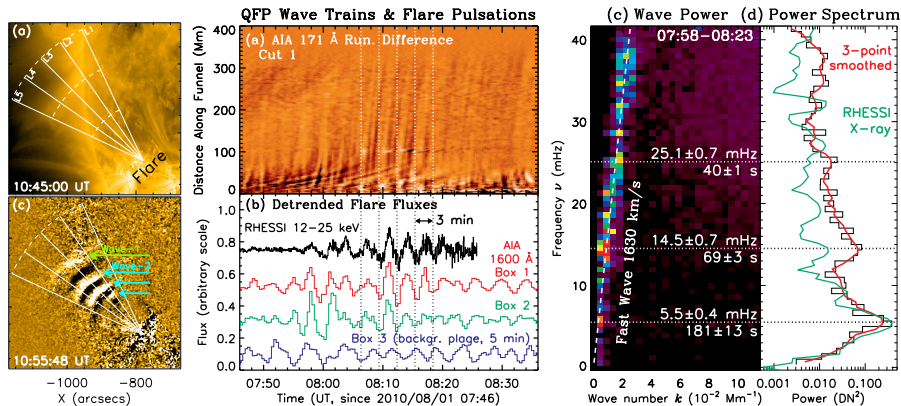 (a)
L5
L4
L3
L2
L1
Flare
10:45:00 UT
(c)
Wave-1
Wave-2
10:55:48 UT
−1000
−800
X (arcsecs)
QFP Wave Trains & Flare Pulsations
(a) AIA 171 Å Run. Difference
Cut 1
Distance Along Funnel (Mm)
400
300
200
100
0
(b) Detrended Flare Fluxes
RHESSI 12−25 keV
3 min
AIA
1600 Å
Box 1
Box 2
Box 3 (backgr. plage, 5 min)
Flux (arbitrary scale)
1.0
0.8
0.6
0.4
0.2
0.0
07:50
08:00
08:10
08:20
08:30
Time (UT, since 2010/08/01 07:46)
(c) Wave Power
07:58−08:23
Frequency ν (mHz)
40
30
20
10
0
Fast Wave 1630 km/s
25.1±0.7 mHz
40±1 s
14.5±0.7 mHz
69±3 s
5.5±0.4 mHz
181±13 s
0 2 4 6 8 10
Wave number k (10⁻² Mm⁻¹)
(d) Power Spectrum
3−point
smoothed
RHESSI
X−ray
0.001 0.010 0.100
Power (DN²)